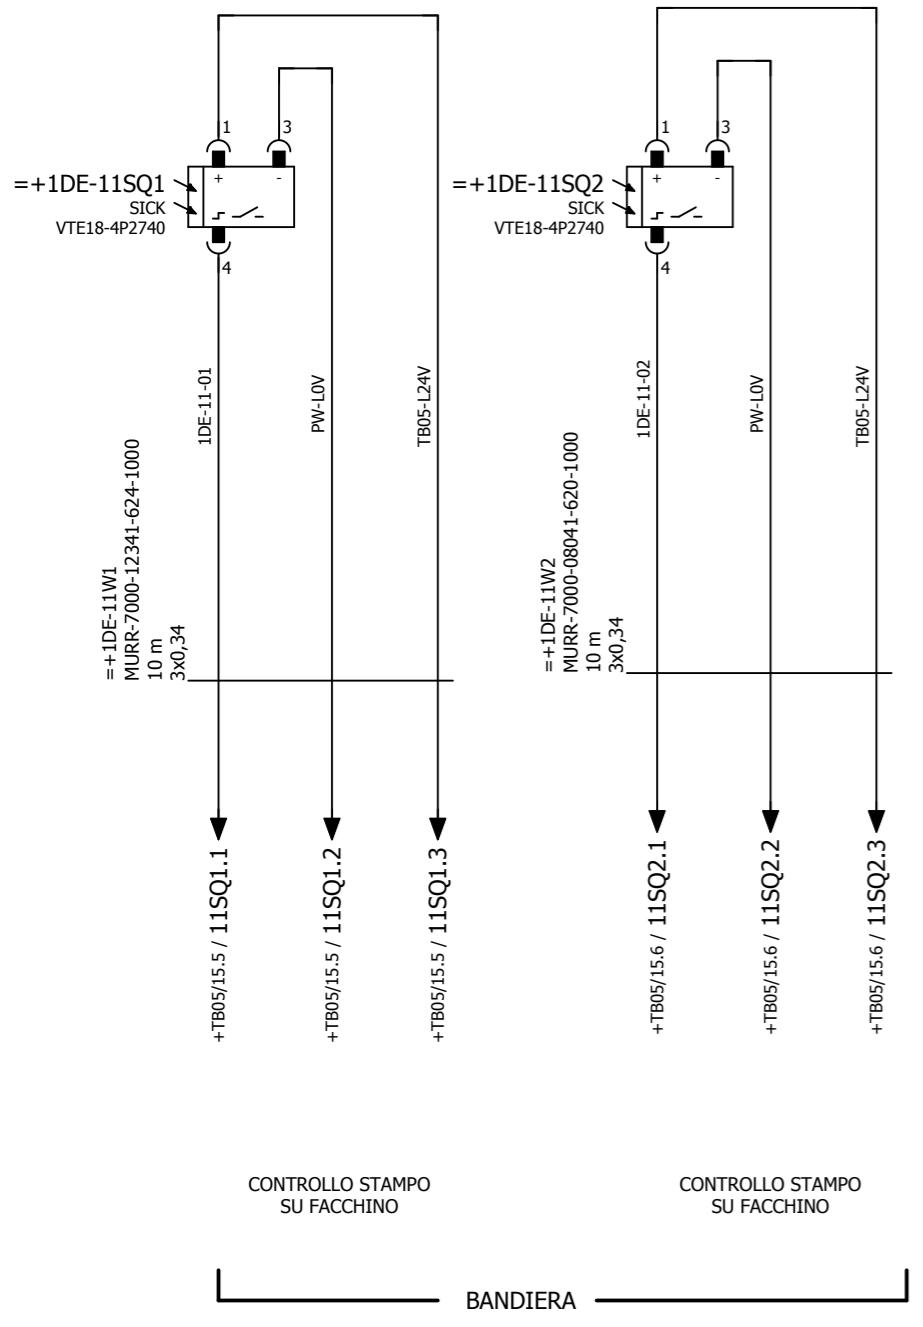 1
3
=+1DE-11SQ1
SICK
VTE18-4P2740
+
-
4
1DE-11-01
PW-L0V
TB05-L24V
=+1DE-11W1
MURR-7000-12341-624-1000
10 m
3x0,34
+TB05/15.5 / 11SQ1.1
+TB05/15.5 / 11SQ1.2
+TB05/15.5 / 11SQ1.3
CONTROLLO STAMPO
SU FACCHINO
1
3
=+1DE-11SQ2
SICK
VTE18-4P2740
+
-
4
1DE-11-02
PW-L0V
TB05-L24V
=+1DE-11W2
MURR-7000-08041-620-1000
10 m
3x0,34
+TB05/15.6 / 11SQ2.1
+TB05/15.6 / 11SQ2.2
+TB05/15.6 / 11SQ2.3
CONTROLLO STAMPO
SU FACCHINO
BANDIERA